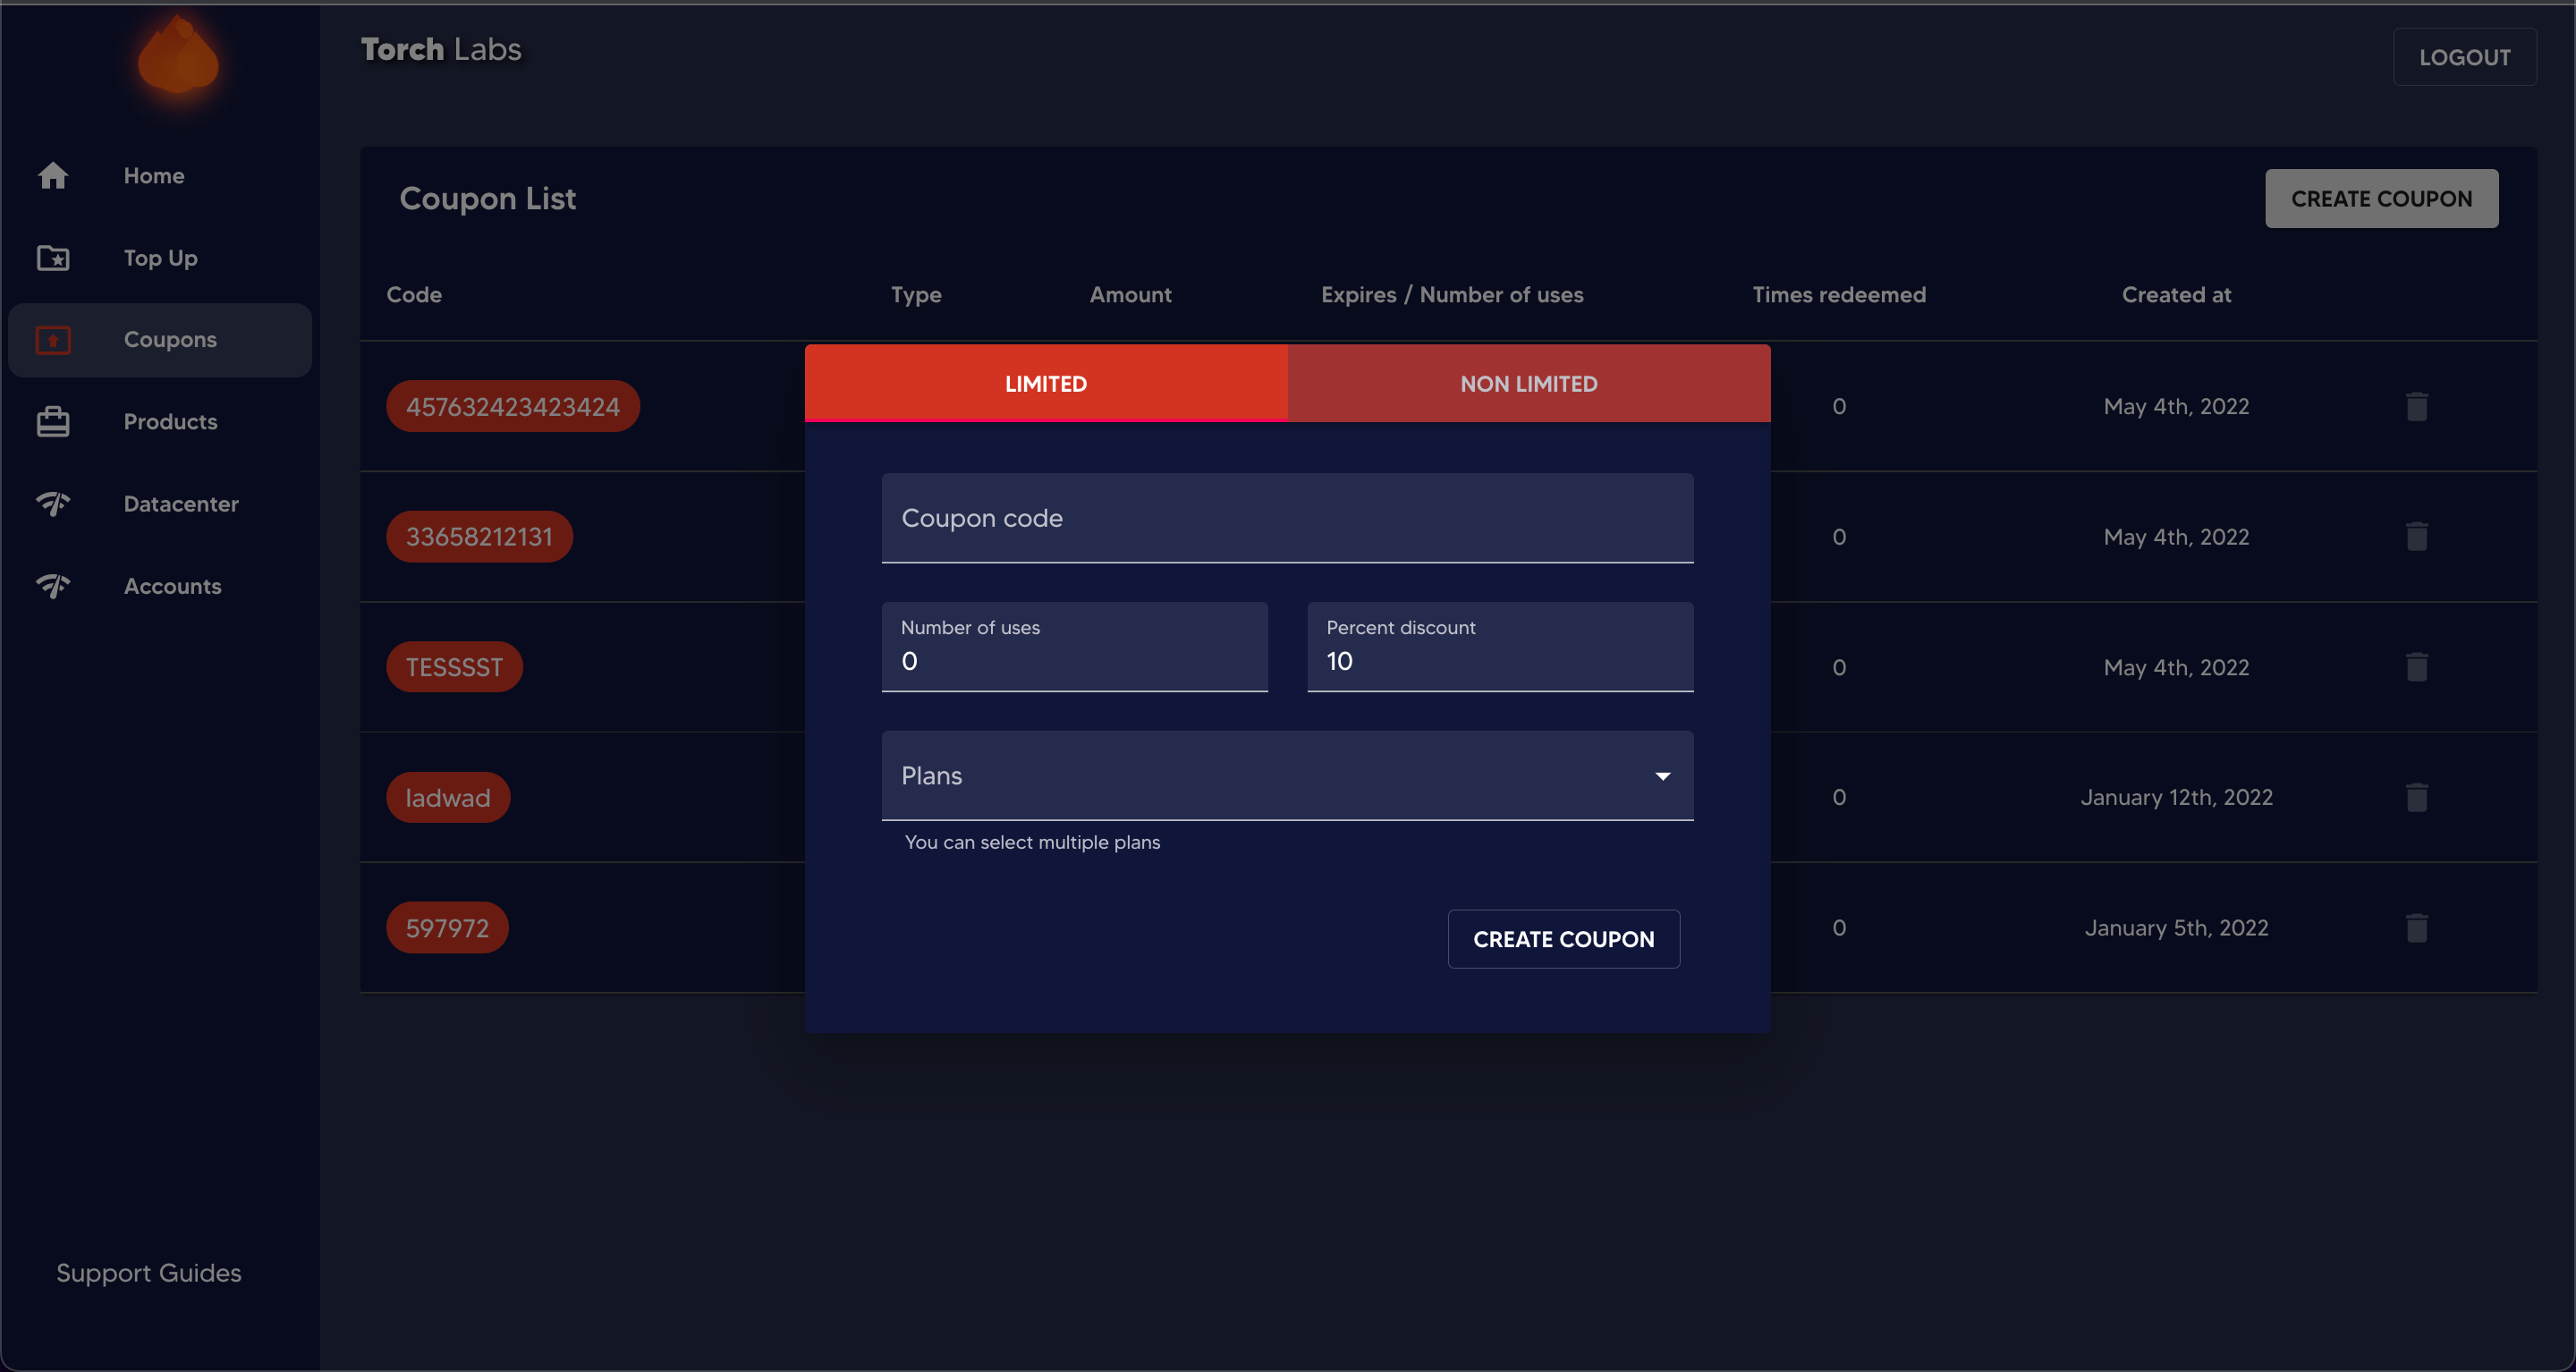 Torch Labs
LOGOUT
Home
Top Up
Coupons
Products
Datacenter
Accounts
Support Guides
Coupon List
CREATE COUPON
Code Type Amount Expires / Number of uses Times redeemed Created at
457632423423424 0 May 4th, 2022
33658212131 0 May 4th, 2022
TESSSST 0 May 4th, 2022
ladwad 0 January 12th, 2022
597972 0 January 5th, 2022
LIMITED NON LIMITED
Coupon code
Number of uses Percent discount
0 10
Plans
You can select multiple plans
CREATE COUPON